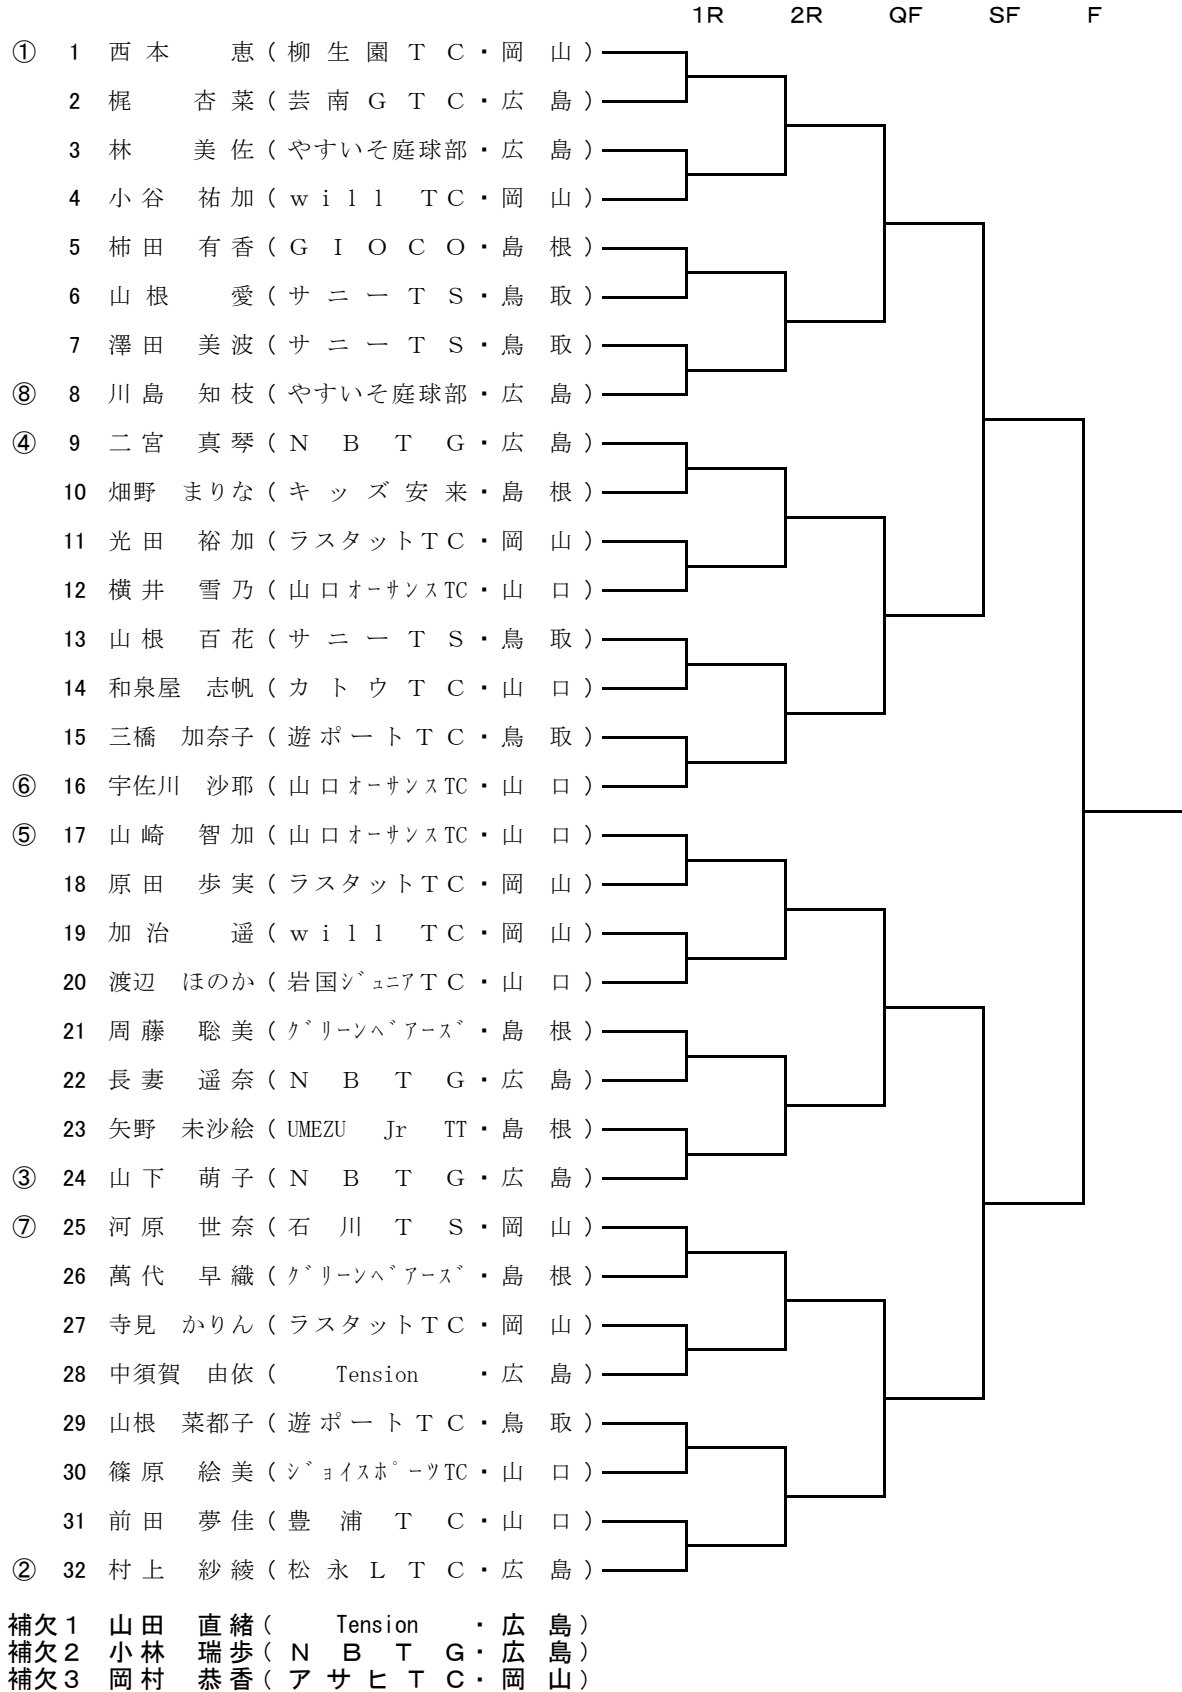 1R 2R QF SF F
① 1 西本 恵(柳生園TC・岡山)
2 梶 杏菜(芸南GTC・広島)
3 林 美佐(やすいそ庭球部・広島)
4 小谷 祐加(will TC・岡山)
5 柿田 有香(GIOCO・島根)
6 山根 愛(サニーTS・鳥取)
7 澤田 美波(サニーTS・鳥取)
⑧ 8 川島 知枝(やすいそ庭球部・広島)
④ 9 二宮 真琴(NBTG・広島)
10 畑野 まりな(キッズ安来・島根)
11 光田 裕加(ラスタットTC・岡山)
12 横井 雪乃(山口オーサンスTC・山口)
13 山根 百花(サニーTS・鳥取)
14 和泉屋 志帆(カトウTC・山口)
15 三橋 加奈子(遊ポートTC・鳥取)
⑥ 16 宇佐川 沙耶(山口オーサンスTC・山口)
⑤ 17 山崎 智加(山口オーサンスTC・山口)
18 原田 歩実(ラスタットTC・岡山)
19 加治 遥(will TC・岡山)
20 渡辺 ほのか(岩国ジュニアTC・山口)
21 周藤 聡美(グリーンベアーズ・島根)
22 長妻 遥奈(NBTG・広島)
23 矢野 未沙絵(UMEZU Jr TT・島根)
③ 24 山下 萌子(NBTG・広島)
⑦ 25 河原 世奈(石川TS・岡山)
26 萬代 早織(グリーンベアーズ・島根)
27 寺見 かりん(ラスタットTC・岡山)
28 中須賀 由依(Tension・広島)
29 山根 菜都子(遊ポートTC・鳥取)
30 篠原 絵美(ジョイスポーツTC・山口)
31 前田 夢佳(豊浦TC・山口)
② 32 村上 紗綾(松永LTC・広島)
補欠1 山田 直緒(Tension・広島)
補欠2 小林 瑞歩(NBTG・広島)
補欠3 岡村 恭香(アサヒTC・岡山)